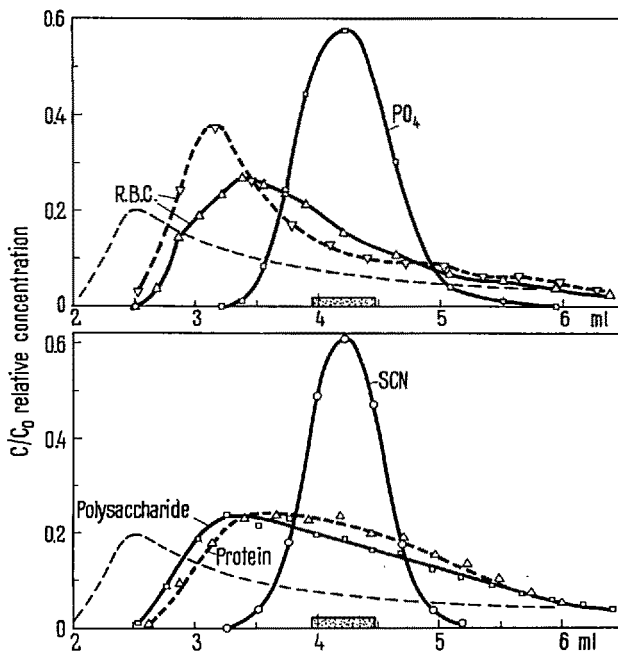 0.6
0.4
0.2
0
PO4
R.B.C.
2 3 4 5 6 ml
C/C0 relative concentration
0.6
0.4
0.2
0
SCN
Polysaccharide
Protein
2 3 4 5 6 ml